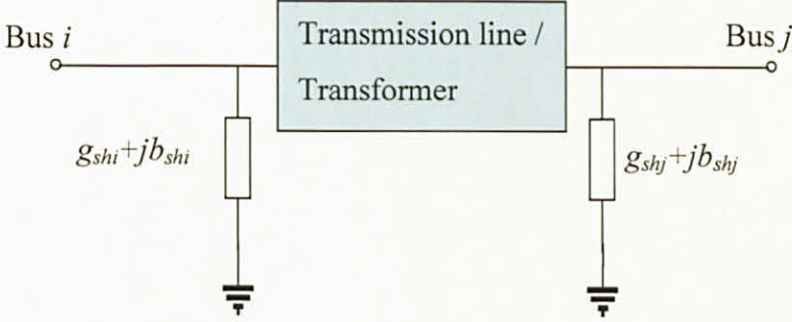 Bus i
Transmission line /
Transformer
Bus j
gshi+jbshi
gshj+jbshj